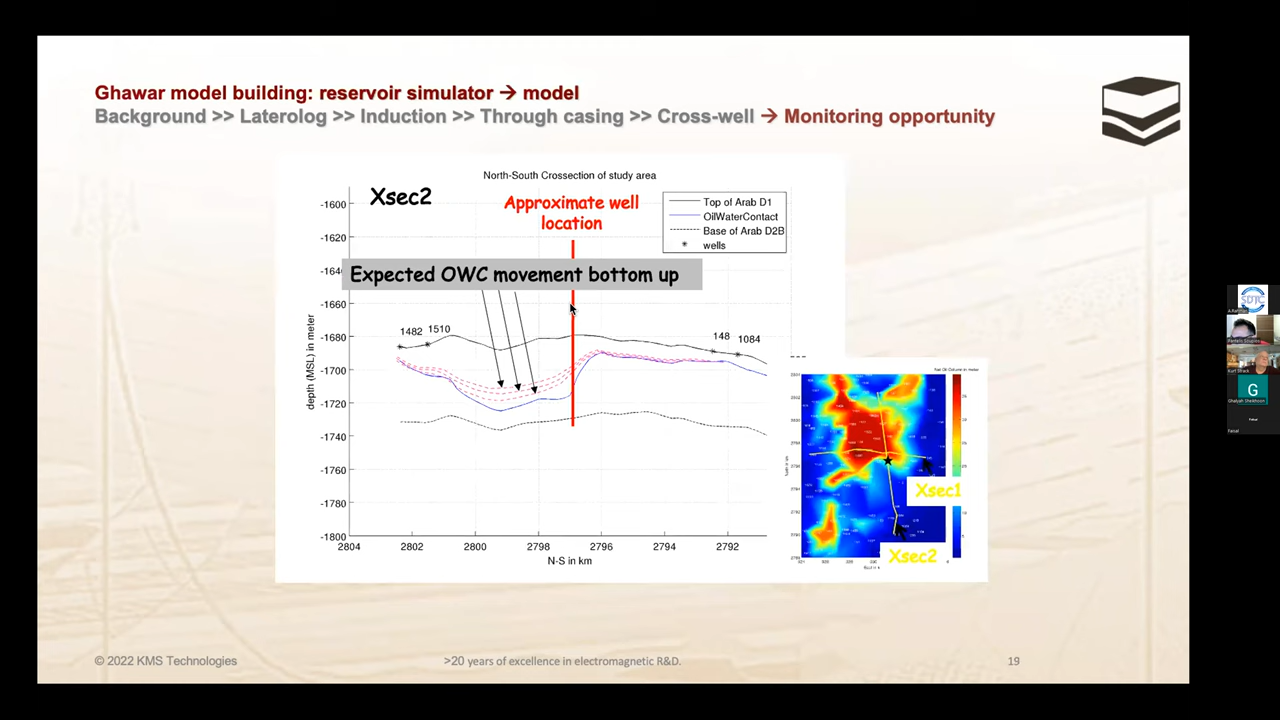 Ghawar model building: reservoir simulator → model
Background >> Laterolog >> Induction >> Through casing >> Cross-well → Monitoring opportunity
North-South Crossection of study area
Xsec2
Approximate well
location
Top of Arab D1
OilWaterContact
Base of Arab D2B
wells
Expected OWC movement bottom up
-1600
-1620
-1660
-1680
-1700
-1720
-1740
-1760
-1780
-1800
depth (MSL) in meter
1482
1510
148
1084
2804
2802
2800
2798
2796
2794
2792
N-S in km
Xsec1
Xsec2
© 2022 KMS Technologies
>20 years of excellence in electromagnetic R&D.
19
G
Kurt Strack
Faisal